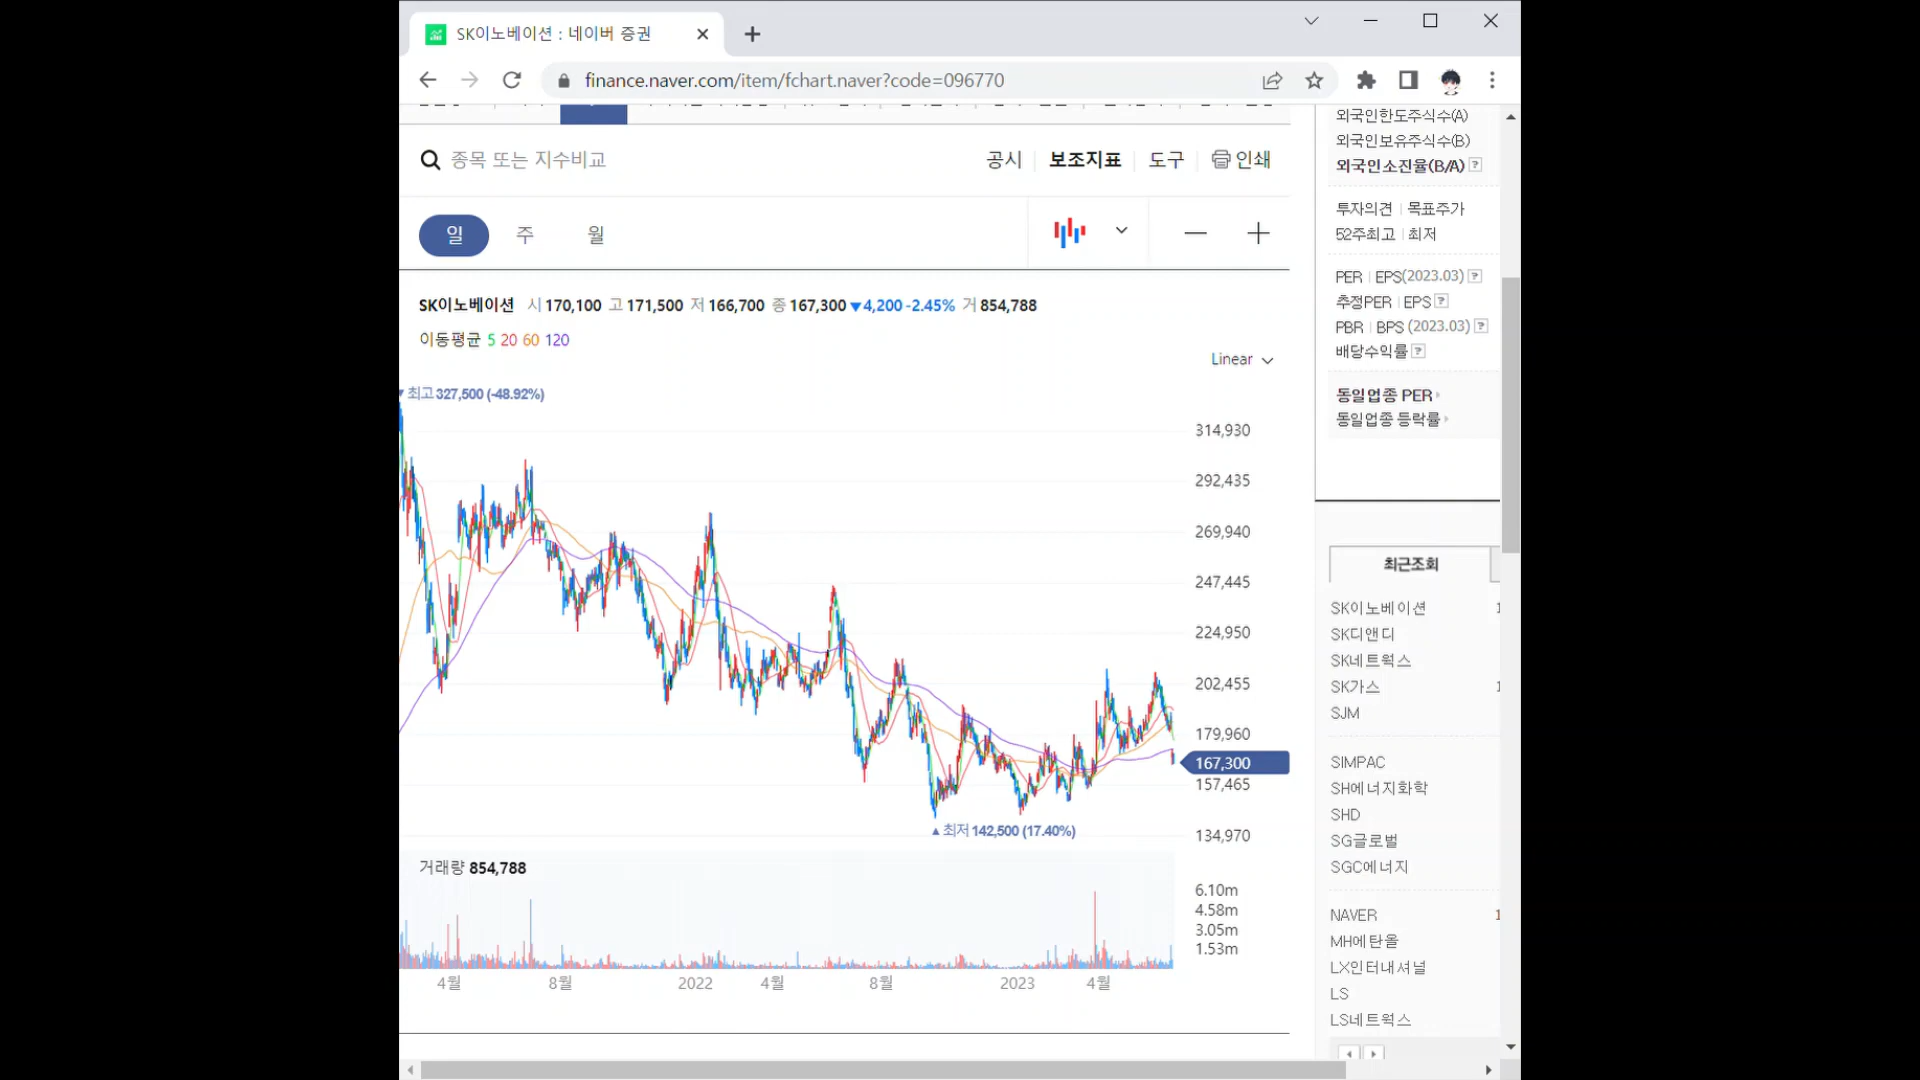 SK이노베이션 : 네이버 증권
finance.naver.com/item/fchart.naver?code=096770
종목 또는 지수비교
공시 보조지표 도구 인쇄
일 주 월
SK이노베이션 시 170,100 고 171,500 저 166,700 종 167,300 ▼4,200 -2.45% 거 854,788
이동평균 5 20 60 120
Linear
▼최고 327,500 (-48.92%)
314,930
292,435
269,940
247,445
224,950
202,455
179,960
167,300
157,465
134,970
▲최저 142,500 (17.40%)
거래량 854,788
6.10m
4.58m
3.05m
1.53m
4월 8월 2022 4월 8월 2023 4월
외국인한도주식수(A)
외국인보유주식수(B)
외국인소진율(B/A) ?
투자의견 | 목표주가
52주최고 | 최저
PER | EPS(2023.03) ?
추정PER | EPS ?
PBR | BPS (2023.03) ?
배당수익률 ?
동일업종 PER
동일업종 등락률
최근조회
SK이노베이션 1
SK디앤디
SK네트웍스
SK가스 1
SJM
SIMPAC
SH에너지화학
SHD
SG글로벌
SGC에너지
NAVER 1
MH에탄올
LX인터내셔널
LS
LS네트웍스